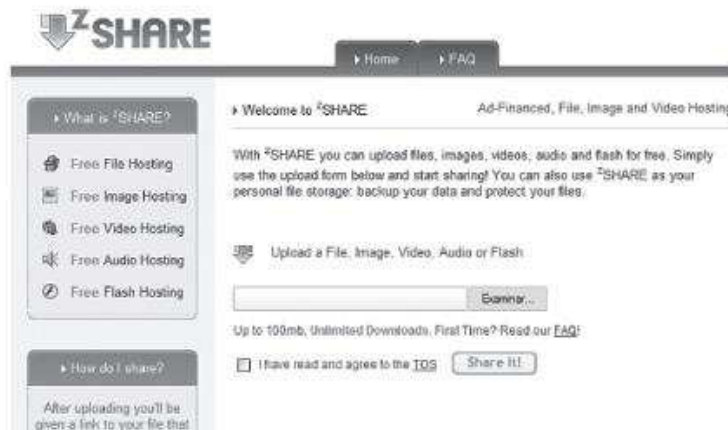 zSHARE
Home
FAQ
What is zSHARE?
Free File Hosting
Free Image Hosting
Free Video Hosting
Free Audio Hosting
Free Flash Hosting
How do I share?
After uploading you'll be
given a link to your file that
Welcome to zSHARE
Ad-Financed, File, Image and Video Hosting
With zSHARE you can upload files, images, videos, audio and flash for free. Simply
use the upload form below and start sharing! You can also use zSHARE as your
personal file storage: backup your data and protect your files.
Upload a File, Image, Video, Audio or Flash
Examinar...
Up to 100mb, Unlimited Downloads. First Time? Read our FAQ!
I have read and agree to the TOS
Share It!